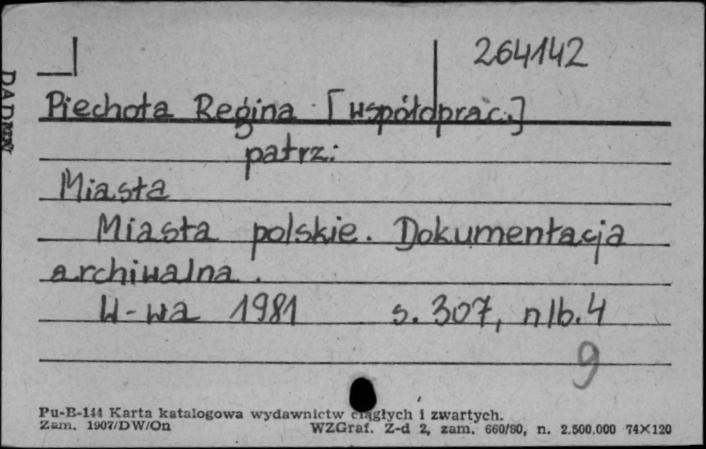 264142
Piechota Regina [współoprac.]
patrz:
Miasta
Miasta polskie. Dokumentacja
archiwalna.
W-wa 1981 s. 307, nlb. 4
9
Pu-B-144 Karta katalogowa wydawnictw ciągłych i zwartych.
Zam. 1907/DW/On WZGraf. Z-d 2, zam. 660/80, n. 2.500.000 74X120